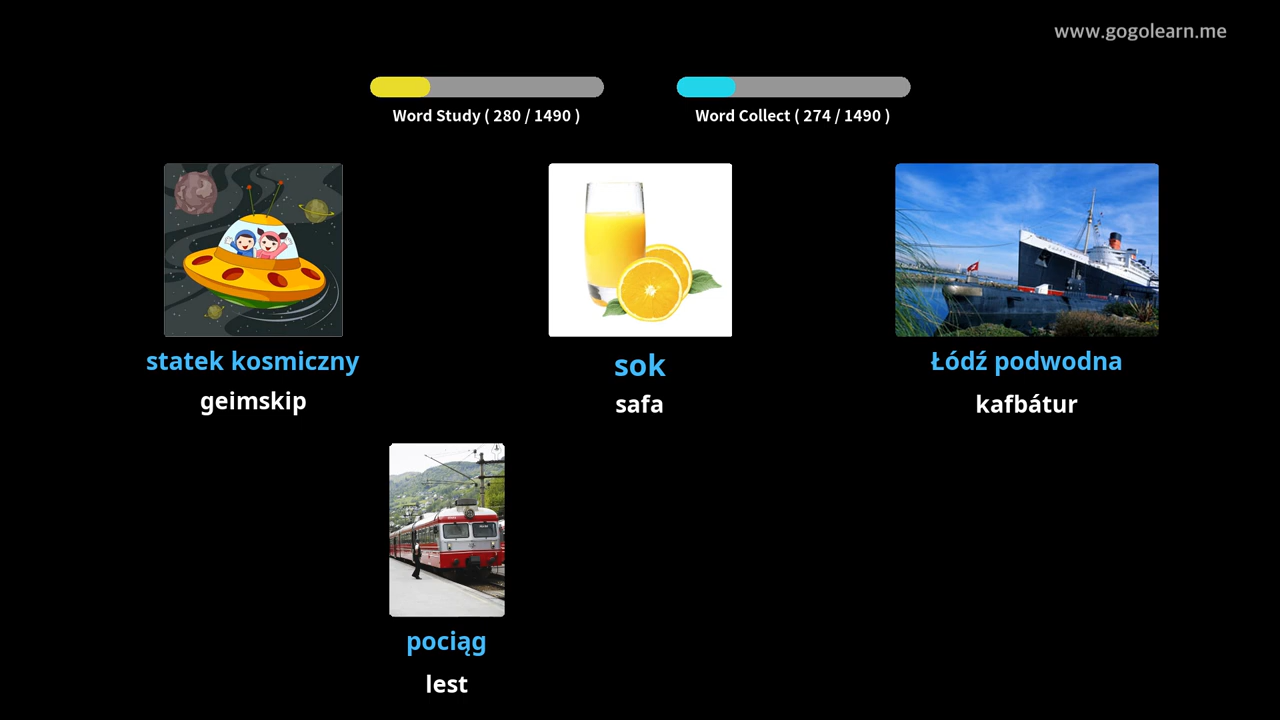 www.gogolearn.me
Word Study ( 280 / 1490 )
Word Collect ( 274 / 1490 )
statek kosmiczny
geimskip
sok
safa
Łódź podwodna
kafbátur
pociąg
lest